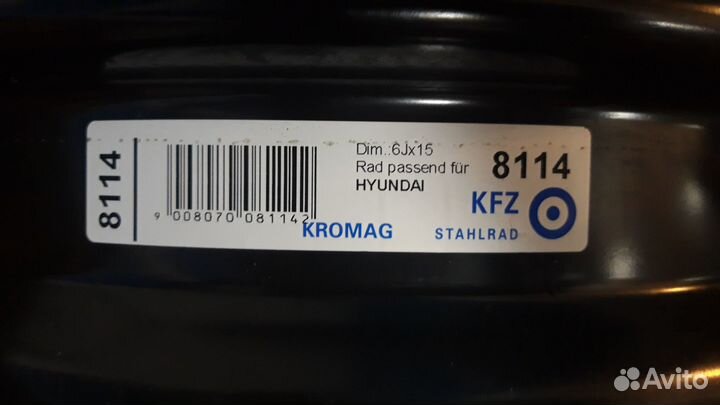 8114
9 008070 081142
Dim.:6Jx15
Rad passend für
HYUNDAI
8114
KFZ
KROMAG
STAHLRAD
Avito